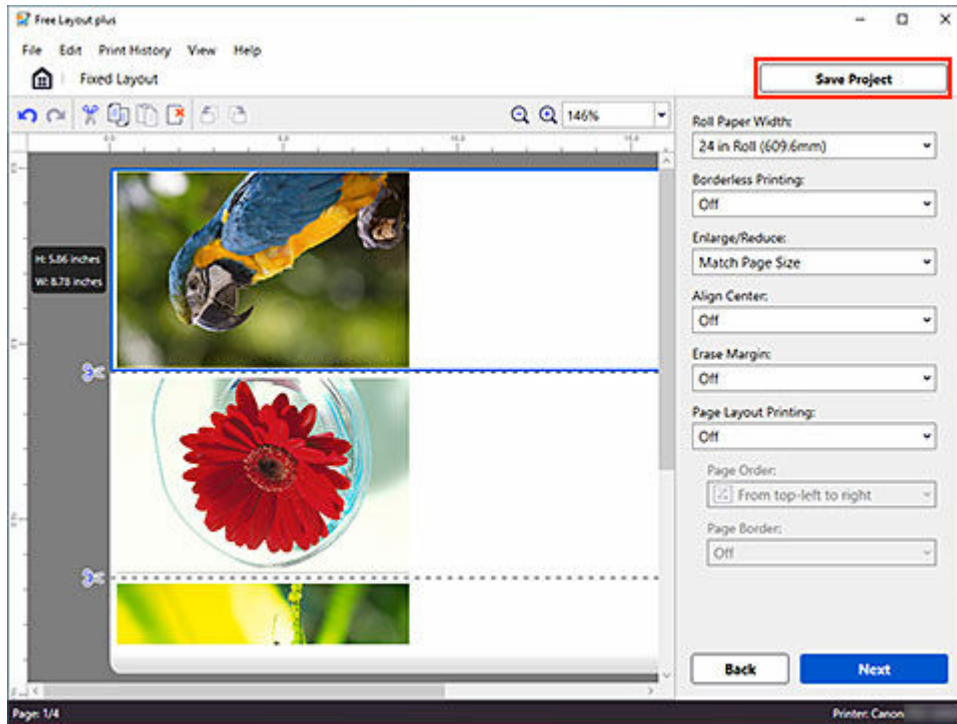 Free Layout plus
File Edit Print History View Help
Fixed Layout
Save Project
146%
Roll Paper Width:
24 in Roll (609.6mm)
Borderless Printing:
Off
Enlarge/Reduce:
Match Page Size
Align Center:
Off
Erase Margin:
Off
Page Layout Printing:
Off
Page Order:
From top-left to right
Page Border:
Off
H: 5.86 inches
W: 8.78 inches
Back
Next
Page: 1/4
Printer: Canon